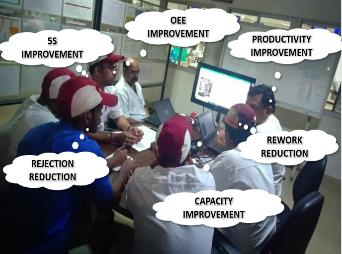 OEE
IMPROVEMENT
5S
IMPROVEMENT
PRODUCTIVITY
IMPROVEMENT
REWORK
REDUCTION
REJECTION
REDUCTION
CAPACITY
IMPROVEMENT